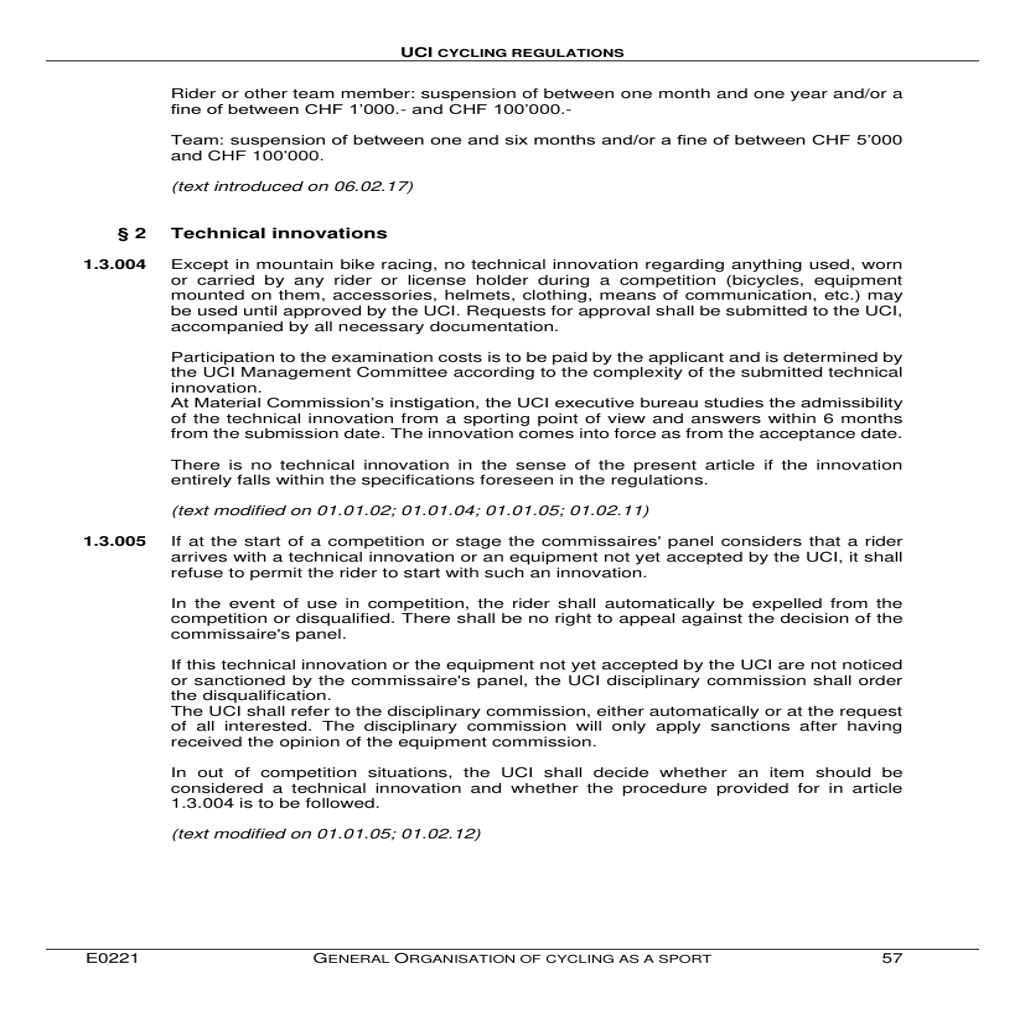 UCI CYCLING REGULATIONS
Rider or other team member: suspension of between one month and one year and/or a
fine of between CHF 1'000.- and CHF 100'000.-
Team: suspension of between one and six months and/or a fine of between CHF 5'000
and CHF 100'000.
(text introduced on 06.02.17)
§ 2 Technical innovations
1.3.004 Except in mountain bike racing, no technical innovation regarding anything used, worn
or carried by any rider or license holder during a competition (bicycles, equipment
mounted on them, accessories, helmets, clothing, means of communication, etc.) may
be used until approved by the UCI. Requests for approval shall be submitted to the UCI,
accompanied by all necessary documentation.
Participation to the examination costs is to be paid by the applicant and is determined by
the UCI Management Committee according to the complexity of the submitted technical
innovation.
At Material Commission's instigation, the UCI executive bureau studies the admissibility
of the technical innovation from a sporting point of view and answers within 6 months
from the submission date. The innovation comes into force as from the acceptance date.
There is no technical innovation in the sense of the present article if the innovation
entirely falls within the specifications foreseen in the regulations.
(text modified on 01.01.02; 01.01.04; 01.01.05; 01.02.11)
1.3.005 If at the start of a competition or stage the commissaires' panel considers that a rider
arrives with a technical innovation or an equipment not yet accepted by the UCI, it shall
refuse to permit the rider to start with such an innovation.
In the event of use in competition, the rider shall automatically be expelled from the
competition or disqualified. There shall be no right to appeal against the decision of the
commissaire's panel.
If this technical innovation or the equipment not yet accepted by the UCI are not noticed
or sanctioned by the commissaire's panel, the UCI disciplinary commission shall order
the disqualification.
The UCI shall refer to the disciplinary commission, either automatically or at the request
of all interested. The disciplinary commission will only apply sanctions after having
received the opinion of the equipment commission.
In out of competition situations, the UCI shall decide whether an item should be
considered a technical innovation and whether the procedure provided for in article
1.3.004 is to be followed.
(text modified on 01.01.05; 01.02.12)
E0221 GENERAL ORGANISATION OF CYCLING AS A SPORT 57